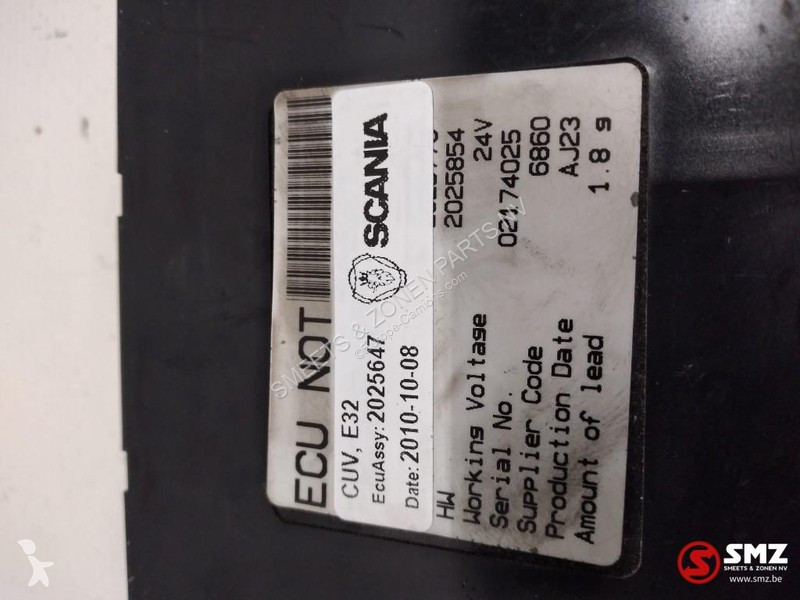 ECU NOT
CUV, E32
EcuAssy: 2025647
Date: 2010-10-08
SCANIA
HW 2025854
Working Voltage 24V
Serial No. 02174025
Supplier Code 6860
Production Date AJ23
Amount of lead 1.8 g
SMEETS & ZONEN PARTS NV
SMZ
SMEETS & ZONEN NV
www.smz.be